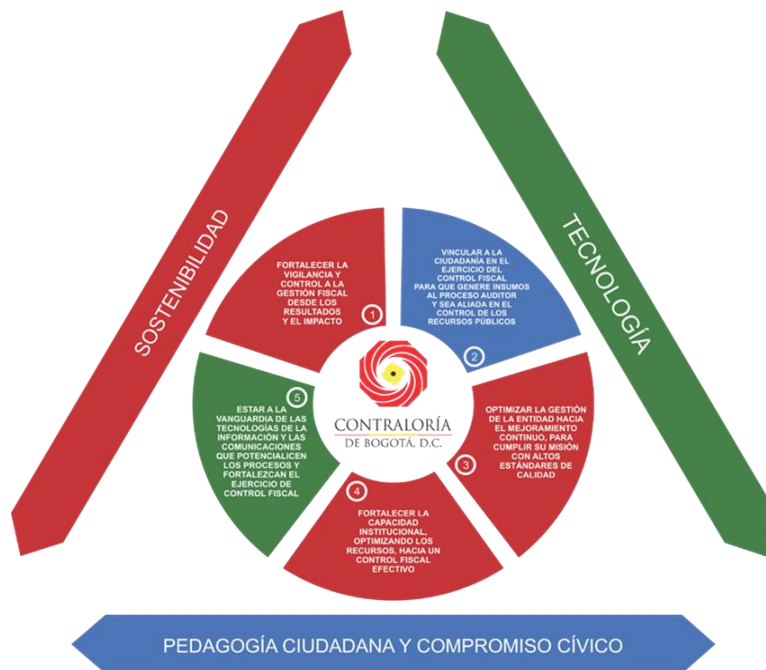 SOSTENIBILIDAD
TECNOLOGÍA
FORTALECER LA
VIGILANCIA Y
CONTROL A LA
GESTIÓN FISCAL
DESDE LOS
RESULTADOS
Y EL IMPACTO
1
VINCULAR A LA
CIUDADANÍA EN EL
EJERCICIO DEL
CONTROL FISCAL
PARA QUE GENERE INSUMOS
AL PROCESO AUDITOR
Y SEA ALIADA EN EL
CONTROL DE LOS
RECURSOS PÚBLICOS
2
OPTIMIZAR LA GESTIÓN
DE LA ENTIDAD HACIA
EL MEJORAMIENTO
CONTINUO, PARA
CUMPLIR SU MISIÓN
CON ALTOS
ESTÁNDARES DE
CALIDAD
3
4
FORTALECER LA
CAPACIDAD
INSTITUCIONAL,
OPTIMIZANDO LOS
RECURSOS, HACIA UN
CONTROL FISCAL
EFECTIVO
5
ESTAR A LA
VANGUARDIA DE LAS
TECNOLOGÍAS DE LA
INFORMACIÓN Y LAS
COMUNICACIONES
QUE POTENCIALICEN
LOS PROCESOS Y
FORTALEZCAN EL
EJERCICIO DE
CONTROL FISCAL
CONTRALORÍA
DE BOGOTÁ, D.C.
PEDAGOGÍA CIUDADANA Y COMPROMISO CÍVICO